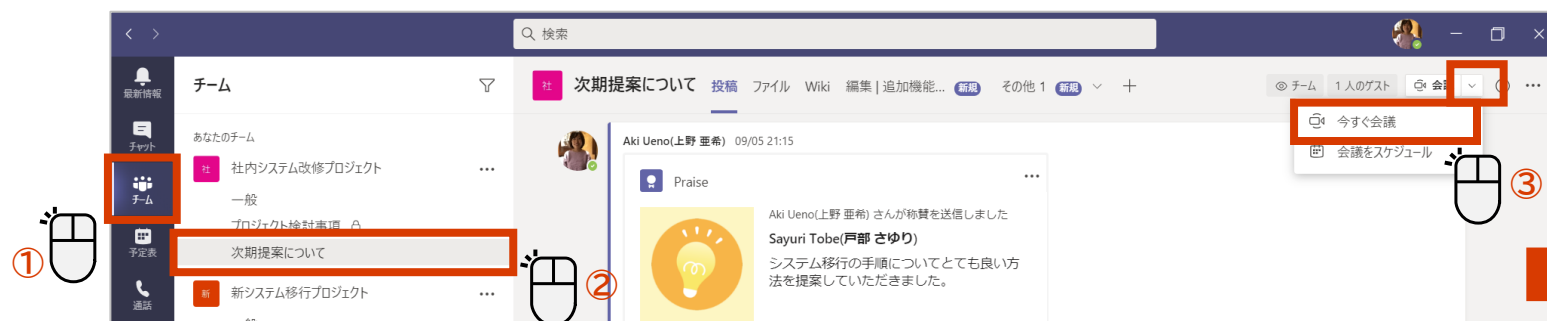 検索
最新情報
チャット
チーム
予定表
通話
①
チーム
あなたのチーム
社 社内システム改修プロジェクト
一般
プロジェクト検討事項
次期提案について
新 新システム移行プロジェクト
②
社 次期提案について 投稿 ファイル Wiki 編集 | 追加機能... 新規 その他 1 新規
チーム 1 人のゲスト
今すぐ会議
会議をスケジュール
③
Aki Ueno(上野 亜希) 09/05 21:15
Praise
Aki Ueno(上野 亜希) さんが称賛を送信しました
Sayuri Tobe(戸部 さゆり)
システム移行の手順についてとても良い方
法を提案していただきました。